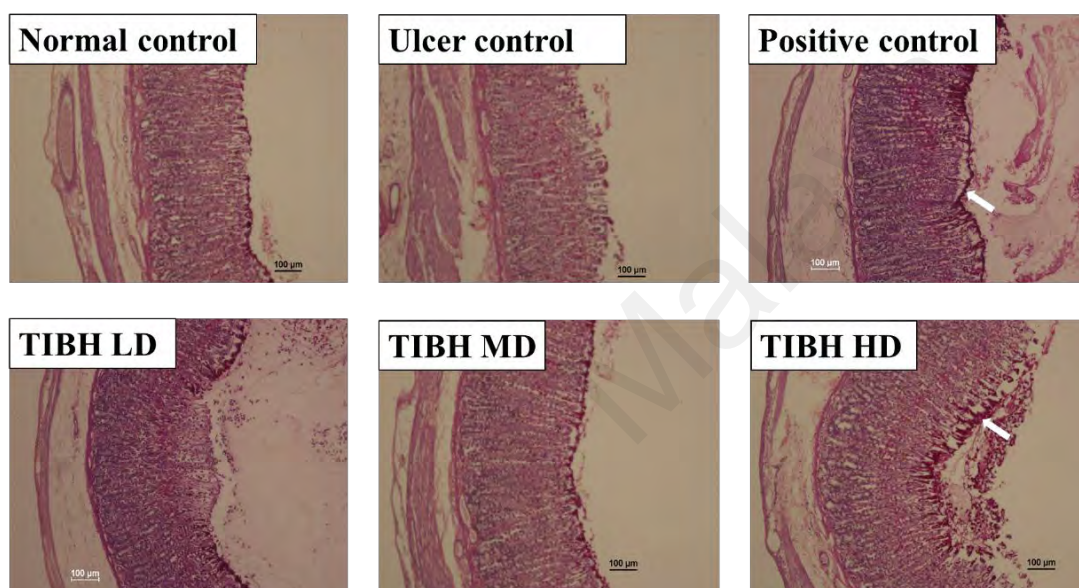 Normal control
Ulcer control
Positive control
100 µm
100 µm
100 µm
TIBH LD
TIBH MD
TIBH HD
100 µm
100 µm
100 µm